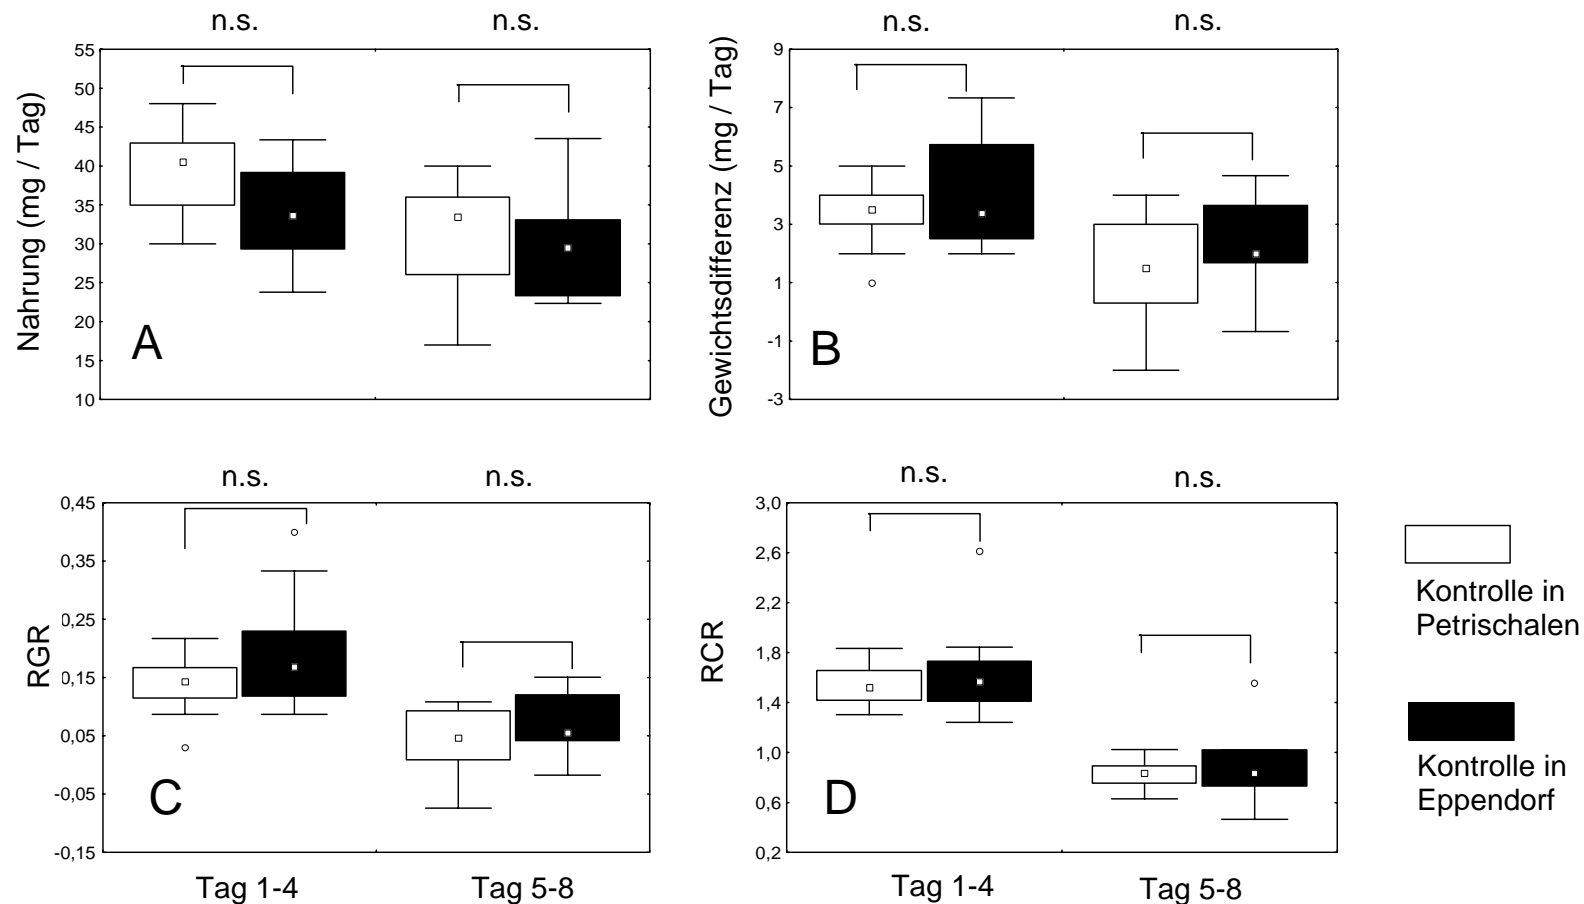 n.s.
n.s.
n.s.
n.s.
Nahrung (mg / Tag)
55
50
45
40
35
30
25
20
15
10
A
Gewichtsdifferenz (mg / Tag)
9
7
5
3
1
-1
-3
B
n.s.
n.s.
n.s.
n.s.
RGR
0,45
0,35
0,25
0,15
0,05
-0,05
-0,15
C
Tag 1-4
Tag 5-8
RCR
3,0
2,6
2,2
1,8
1,4
1,0
0,6
0,2
D
Tag 1-4
Tag 5-8
Kontrolle in
Petrischalen
Kontrolle in
Eppendorf